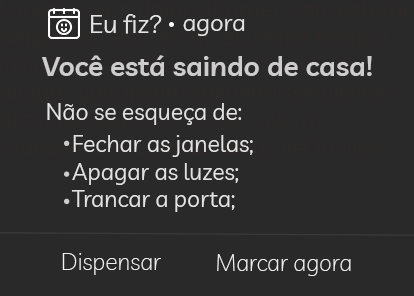 Eu fiz? • agora
Você está saindo de casa!
Não se esqueça de:
•Fechar as janelas;
•Apagar as luzes;
•Trancar a porta;
Dispensar Marcar agora